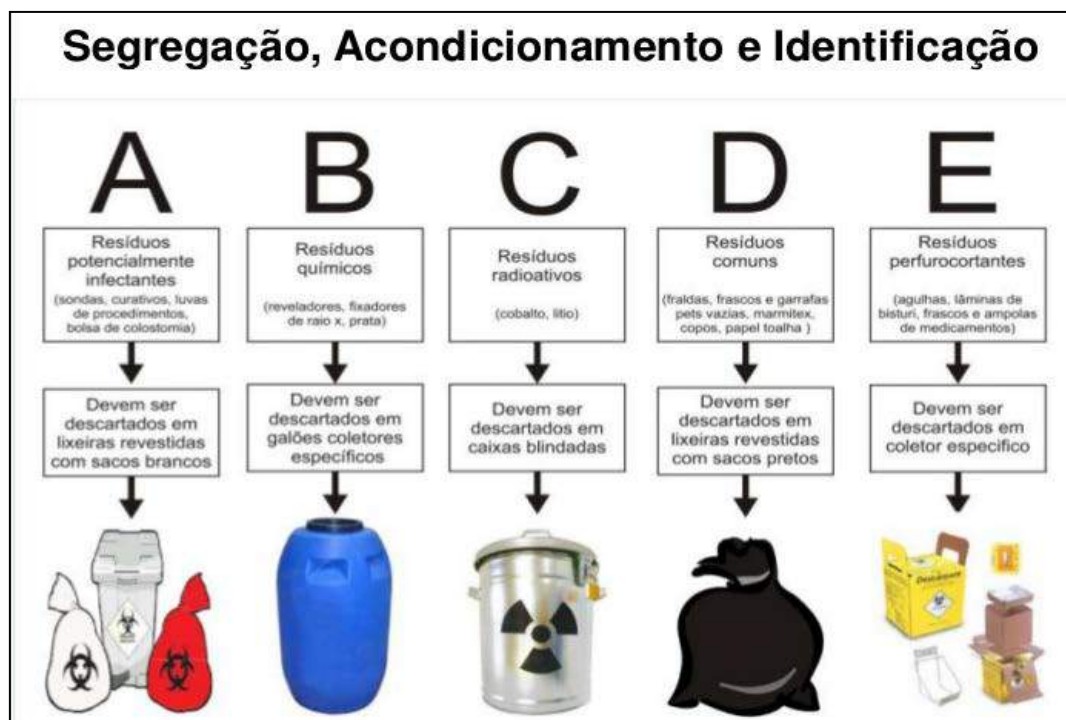 Segregação, Acondicionamento e Identificação
A
B
C
D
E
Resíduos
potencialmente
infectantes
(sondas, curativos, luvas
de procedimentos,
bolsa de colostomia)
Resíduos
químicos
(reveladores, fixadores
de raio x, prata)
Resíduos
radioativos
(cobalto, lítio)
Resíduos
comuns
(fraldas, frascos e garrafas
pets vazias, marmitex,
copos, papel toalha )
Resíduos
perfurocortantes
(agulhas, lâminas de
bisturi, frascos e ampolas
de medicamentos)
Devem ser
descartados em
lixeiras revestidas
com sacos brancos
Devem ser
descartados em
galões coletores
específicos
Devem ser
descartados em
caixas blindadas
Devem ser
descartados em
lixeiras revestidas
com sacos pretos
Devem ser
descartados em
coletor especifico